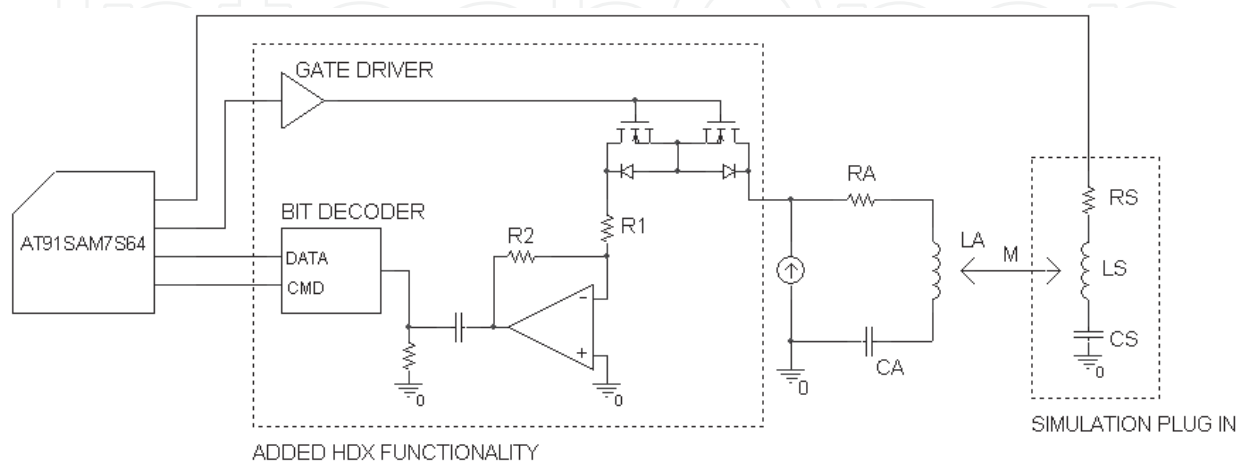 GATE DRIVER
AT91SAM7S64
BIT DECODER
DATA
CMD
R2
R1
0
0
RA
LA
M
CA
0
RS
LS
CS
0
SIMULATION PLUG IN
ADDED HDX FUNCTIONALITY